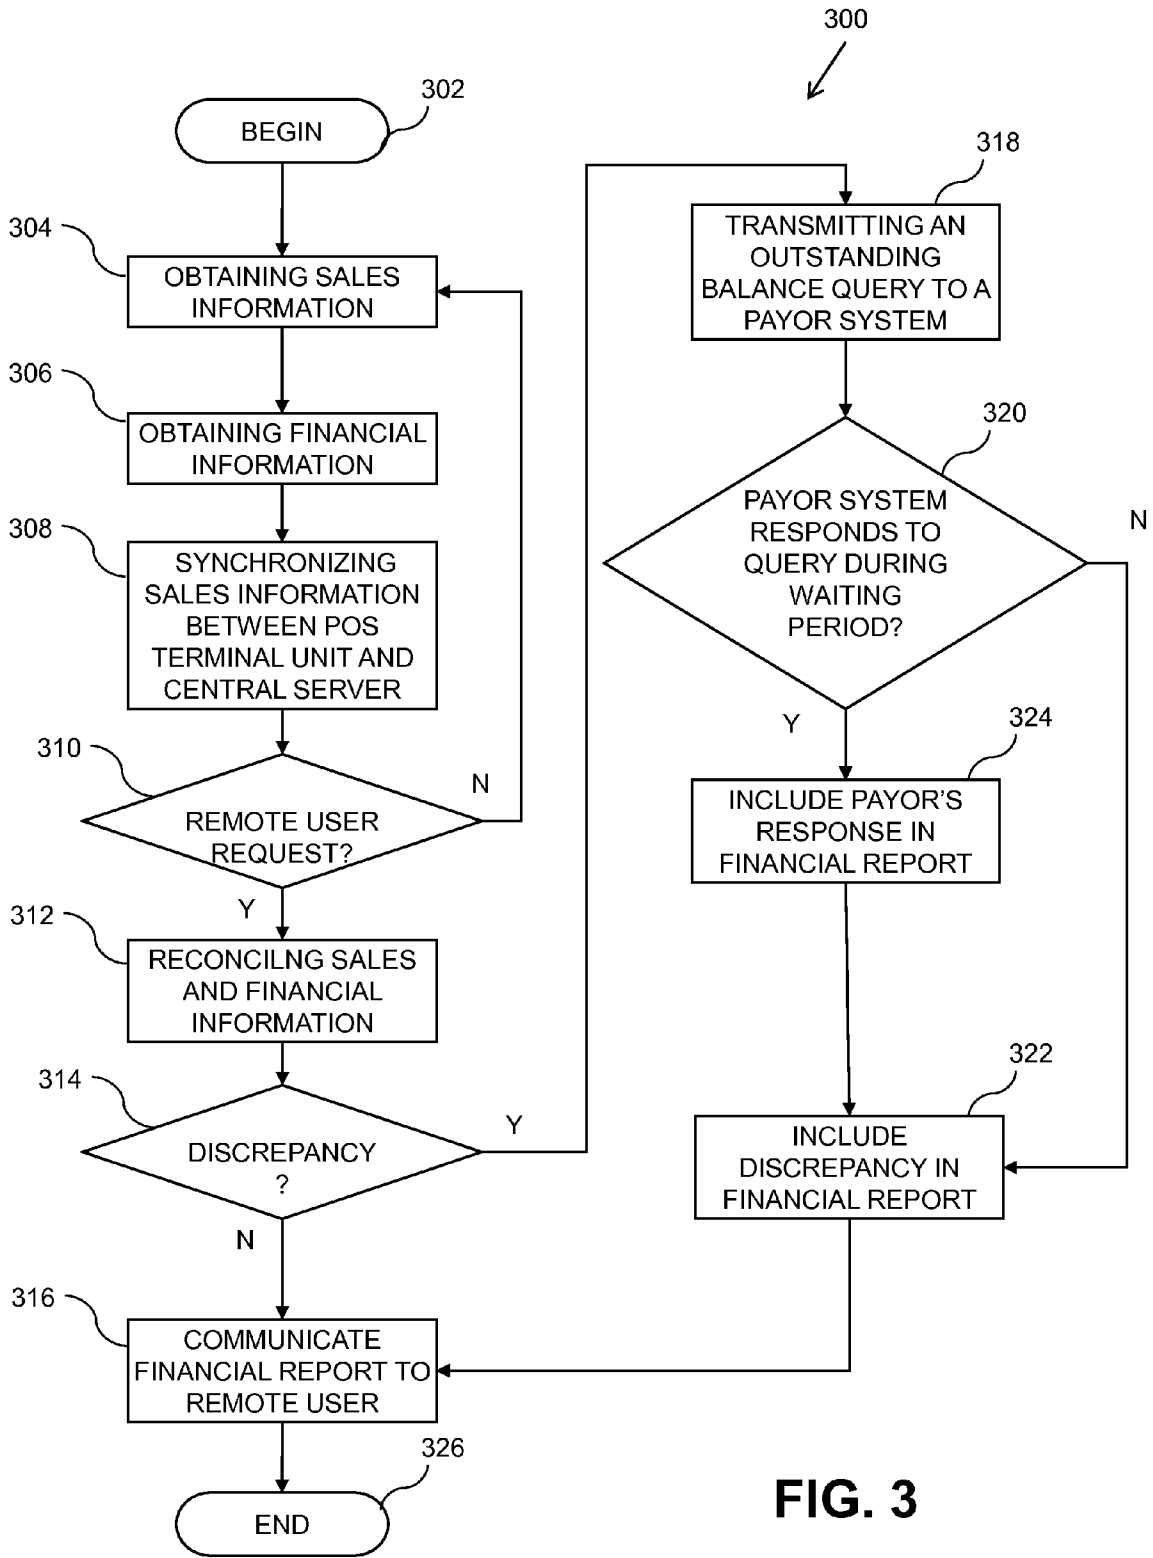 300
302
BEGIN
304
OBTAINING SALES
INFORMATION
306
OBTAINING FINANCIAL
INFORMATION
308
SYNCHRONIZING
SALES INFORMATION
BETWEEN POS
TERMINAL UNIT AND
CENTRAL SERVER
310
REMOTE USER
REQUEST?
N
Y
312
RECONCILNG SALES
AND FINANCIAL
INFORMATION
314
DISCREPANCY
?
Y
N
316
COMMUNICATE
FINANCIAL REPORT TO
REMOTE USER
326
END
318
TRANSMITTING AN
OUTSTANDING
BALANCE QUERY TO A
PAYOR SYSTEM
320
PAYOR SYSTEM
RESPONDS TO
QUERY DURING
WAITING
PERIOD?
N
Y
324
INCLUDE PAYOR'S
RESPONSE IN
FINANCIAL REPORT
322
INCLUDE
DISCREPANCY IN
FINANCIAL REPORT
FIG. 3